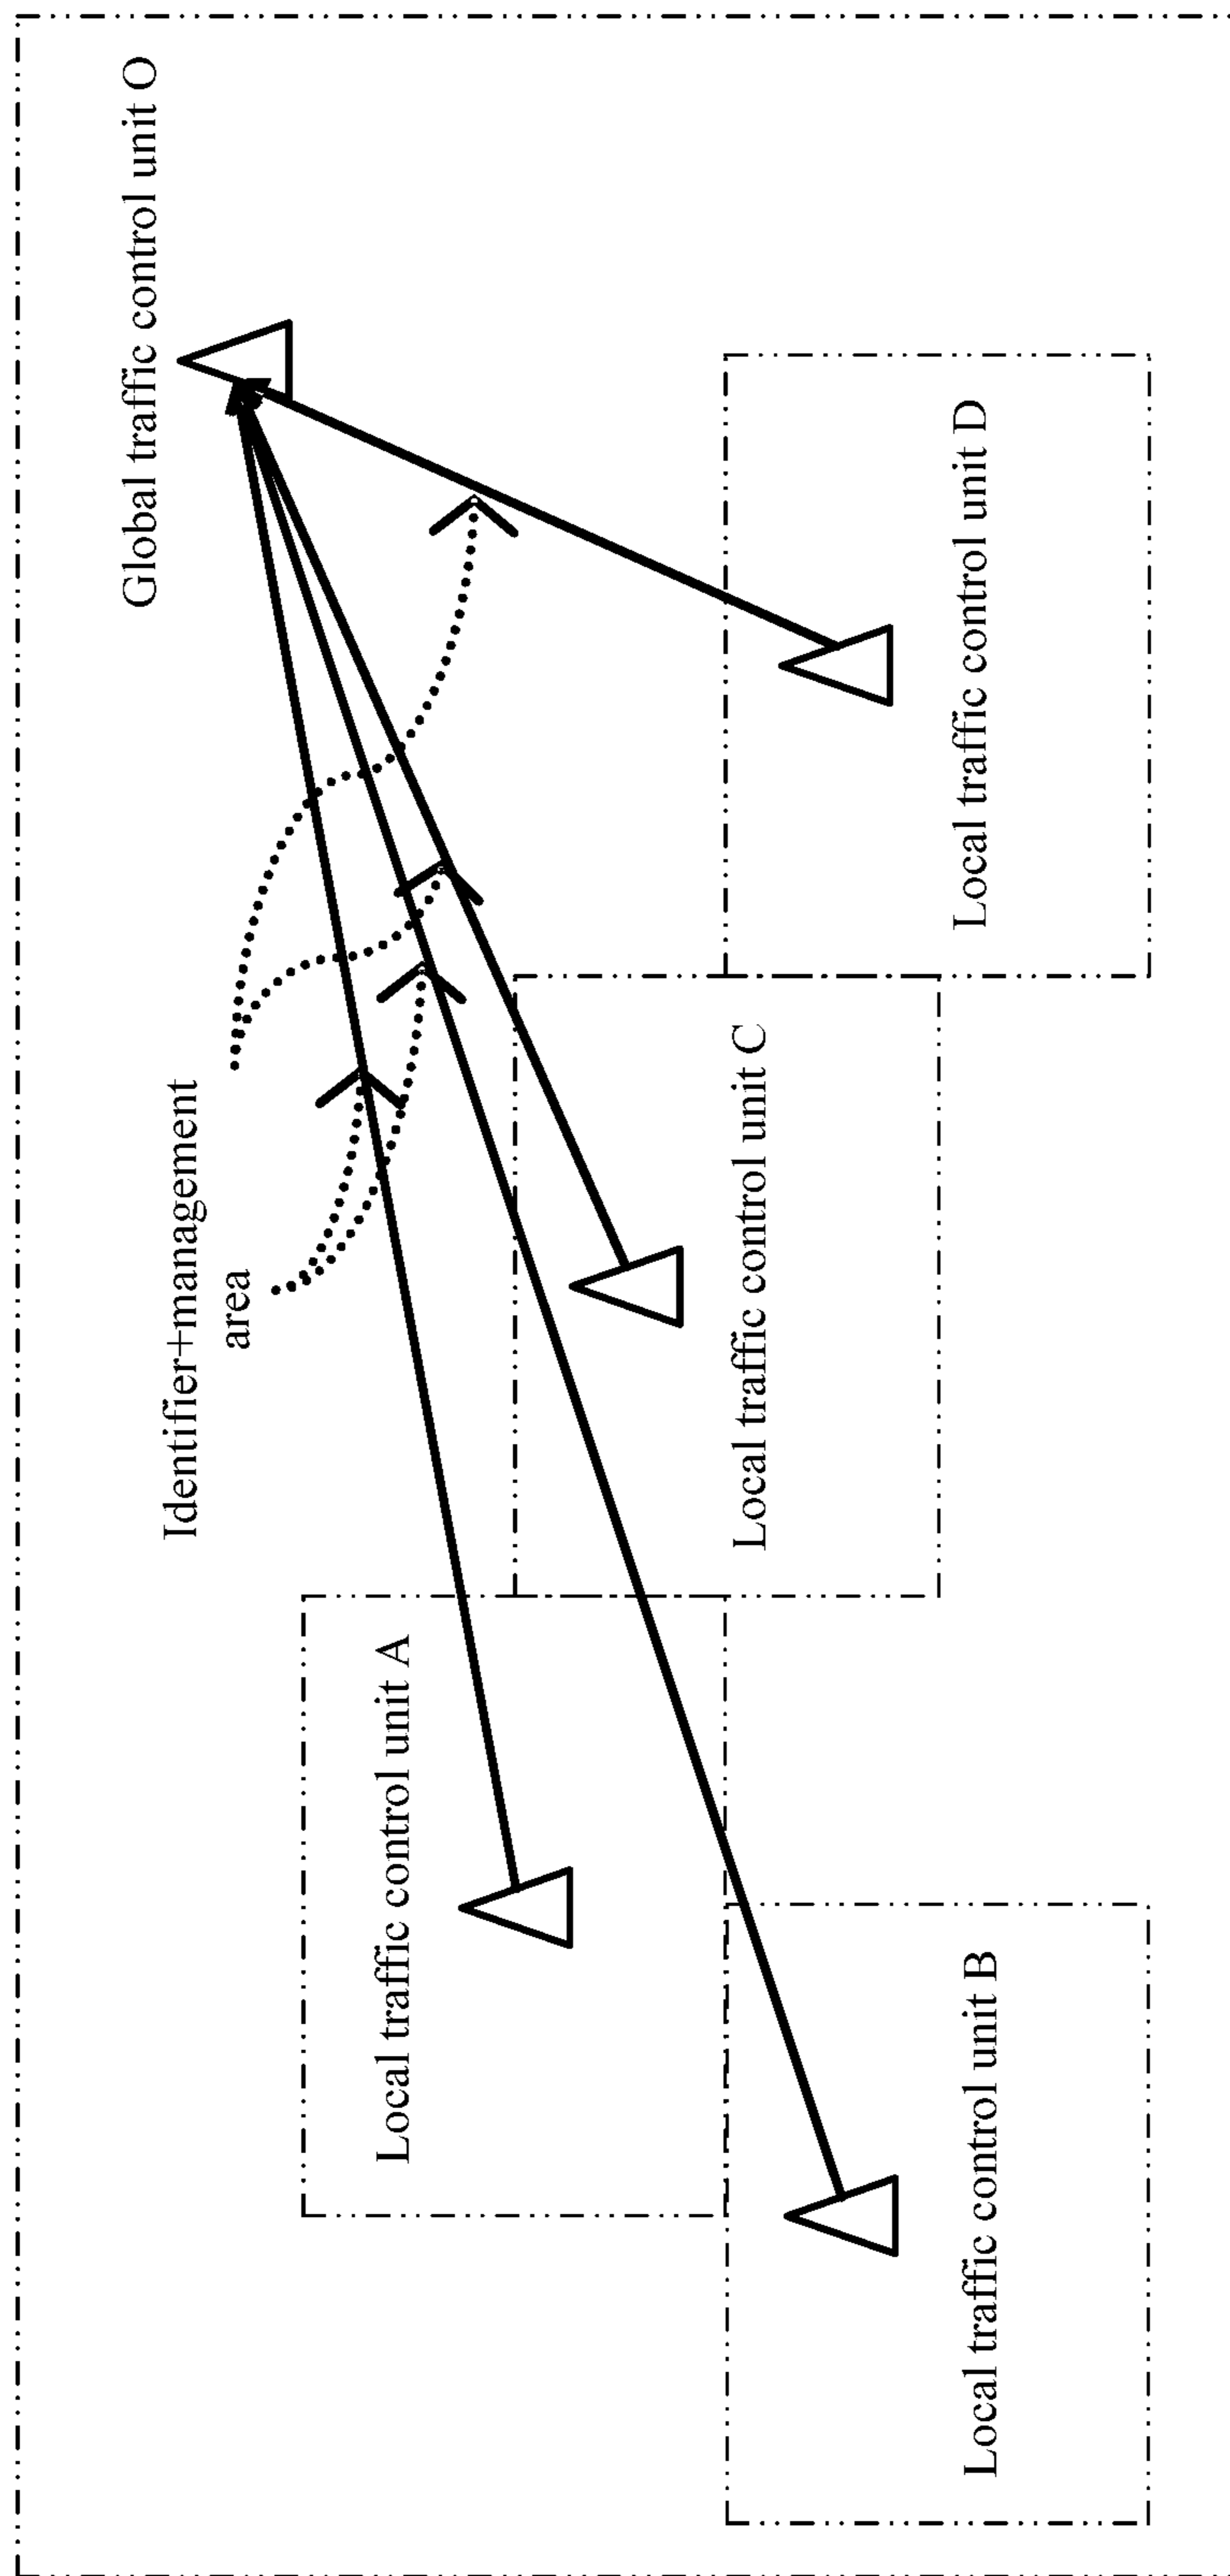 Global traffic control unit O
Identifier+management
area
Local traffic control unit A
Local traffic control unit C
Local traffic control unit D
Local traffic control unit B